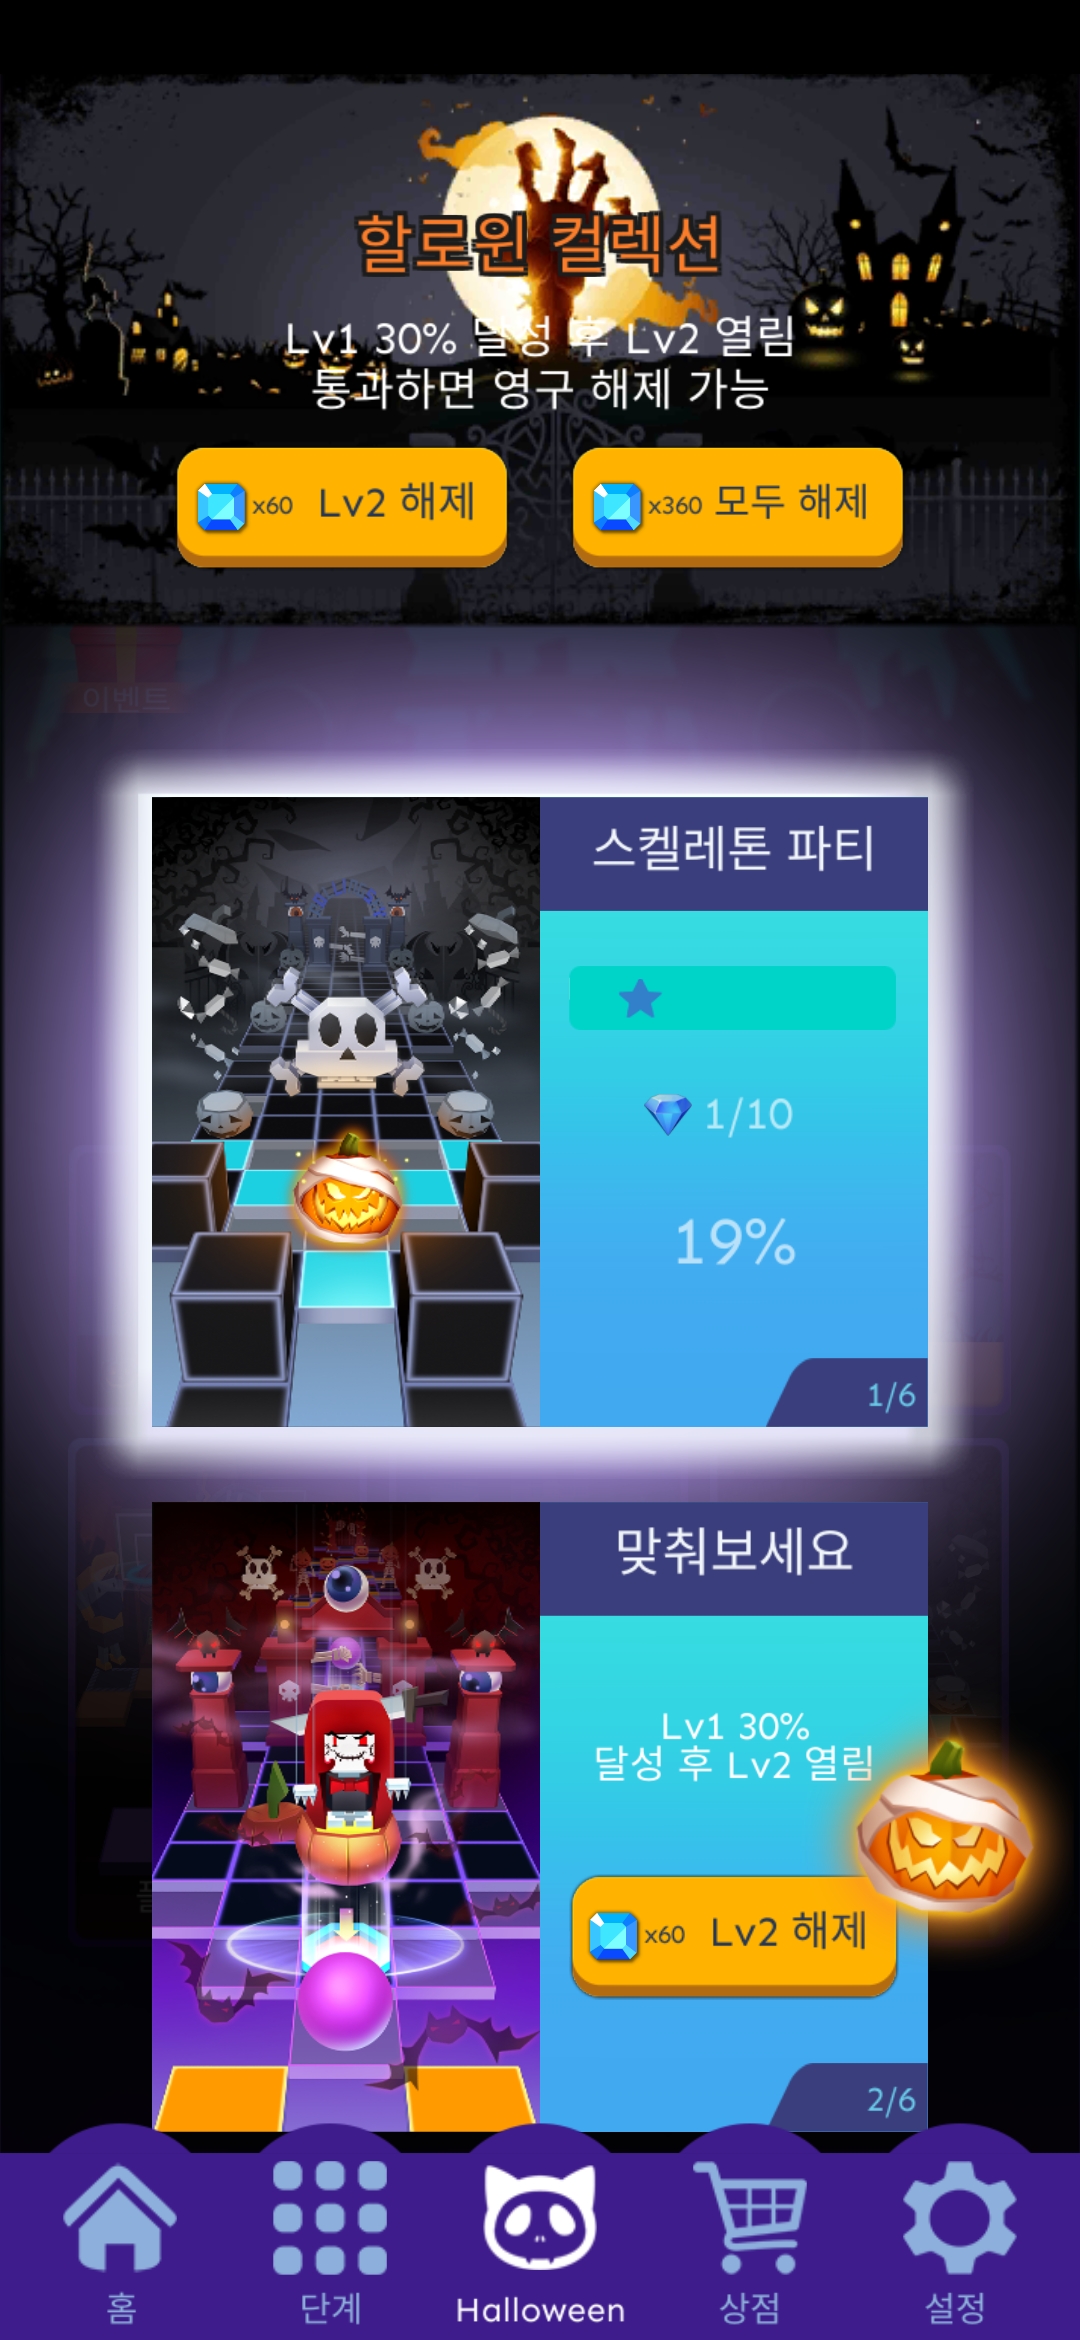 할로윈 컬렉션
Lv1 30% 달성 후 Lv2 열림
통과하면 영구 해제 가능
x60 Lv2 해제
x360 모두 해제
이벤트
스켈레톤 파티
1/10
19%
1/6
맞춰보세요
Lv1 30%
달성 후 Lv2 열림
x60 Lv2 해제
2/6
홈
단계
Halloween
상점
설정